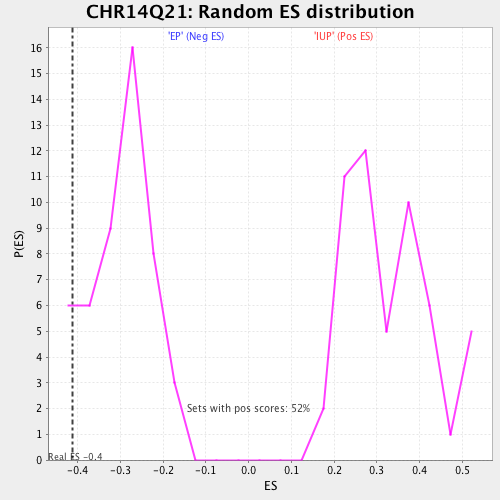 CHR14Q21: Random ES distribution
'EP' (Neg ES)
'IUP' (Pos ES)
16
15
14
13
12
11
10
9
8
7
6
5
4
3
2
1
0
P(ES)
Sets with pos scores: 52%
Real ES -0.4
-0.4 -0.3 -0.2 -0.1 0.0 0.1 0.2 0.3 0.4 0.5
ES